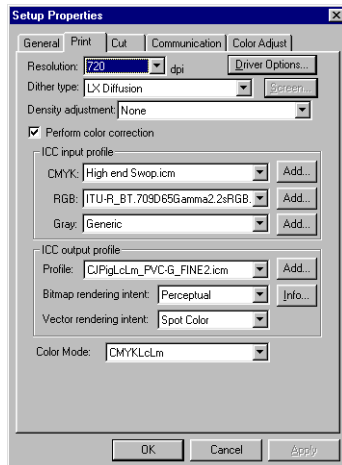 Setup Properties
General Print Cut Communication Color Adjust
Resolution: 720 dpi Driver Options...
Dither type: LX Diffusion Screen...
Density adjustment: None
Perform color correction
ICC input profile
CMYK: High end Swop.icm Add...
RGB: ITU-R_BT.709D65Gamma2.2sRGB. Add...
Gray: Generic Add...
ICC output profile
Profile: CJPigLcLm_PVC-G_FINE2.icm Add...
Bitmap rendering intent: Perceptual Info...
Vector rendering intent: Spot Color
Color Mode: CMYKLcLm
OK Cancel Apply